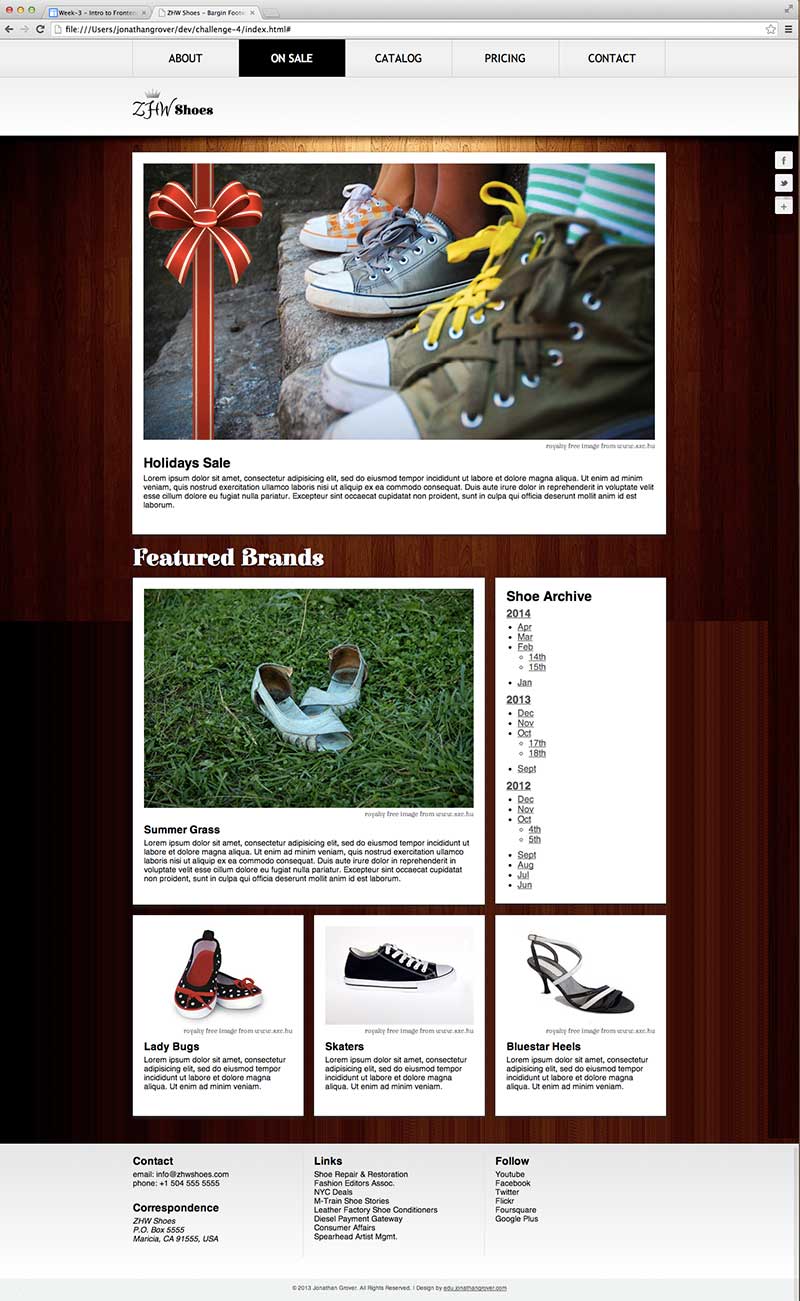 Week-3 - Intro to Fronten
ZHW Shoes - Bargin Foote
file:///Users/jonathangrover/dev/challenge-4/index.html#
ABOUT
ON SALE
CATALOG
PRICING
CONTACT
ZHW Shoes
royalty free image from www.sxc.hu
Holidays Sale
Lorem ipsum dolor sit amet, consectetur adipisicing elit, sed do eiusmod tempor incididunt ut labore et dolore magna aliqua. Ut enim ad minim
veniam, quis nostrud exercitation ullamco laboris nisi ut aliquip ex ea commodo consequat. Duis aute irure dolor in reprehenderit in voluptate velit
esse cillum dolore eu fugiat nulla pariatur. Excepteur sint occaecat cupidatat non proident, sunt in culpa qui officia deserunt mollit anim id est
laborum.
Featured Brands
royalty free image from www.sxc.hu
Summer Grass
Lorem ipsum dolor sit amet, consectetur adipisicing elit, sed do eiusmod tempor incididunt ut
labore et dolore magna aliqua. Ut enim ad minim veniam, quis nostrud exercitation ullamco
laboris nisi ut aliquip ex ea commodo consequat. Duis aute irure dolor in reprehenderit in
voluptate velit esse cillum dolore eu fugiat nulla pariatur. Excepteur sint occaecat cupidatat
non proident, sunt in culpa qui officia deserunt mollit anim id est laborum.
Shoe Archive
2014
Apr
Mar
Feb
14th
15th
Jan
2013
Dec
Nov
Oct
17th
18th
Sept
2012
Dec
Nov
Oct
4th
5th
Sept
Aug
Jul
Jun
royalty free image from www.sxc.hu
Lady Bugs
Lorem ipsum dolor sit amet, consectetur
adipisicing elit, sed do eiusmod tempor
incididunt ut labore et dolore magna
aliqua. Ut enim ad minim veniam.
royalty free image from www.sxc.hu
Skaters
Lorem ipsum dolor sit amet, consectetur
adipisicing elit, sed do eiusmod tempor
incididunt ut labore et dolore magna
aliqua. Ut enim ad minim veniam.
royalty free image from www.sxc.hu
Bluestar Heels
Lorem ipsum dolor sit amet, consectetur
adipisicing elit, sed do eiusmod tempor
incididunt ut labore et dolore magna
aliqua. Ut enim ad minim veniam.
Contact
email: info@zhwshoes.com
phone: +1 504 555 5555
Correspondence
ZHW Shoes
P.O. Box 5555
Maricia, CA 91555, USA
Links
Shoe Repair & Restoration
Fashion Editors Assoc.
NYC Deals
M-Train Shoe Stories
Leather Factory Shoe Conditioners
Diesel Payment Gateway
Consumer Affairs
Spearhead Artist Mgmt.
Follow
Youtube
Facebook
Twitter
Flickr
Foursquare
Google Plus
© 2013 Jonathan Grover. All Rights Reserved. | Design by edu.jonathangrover.com